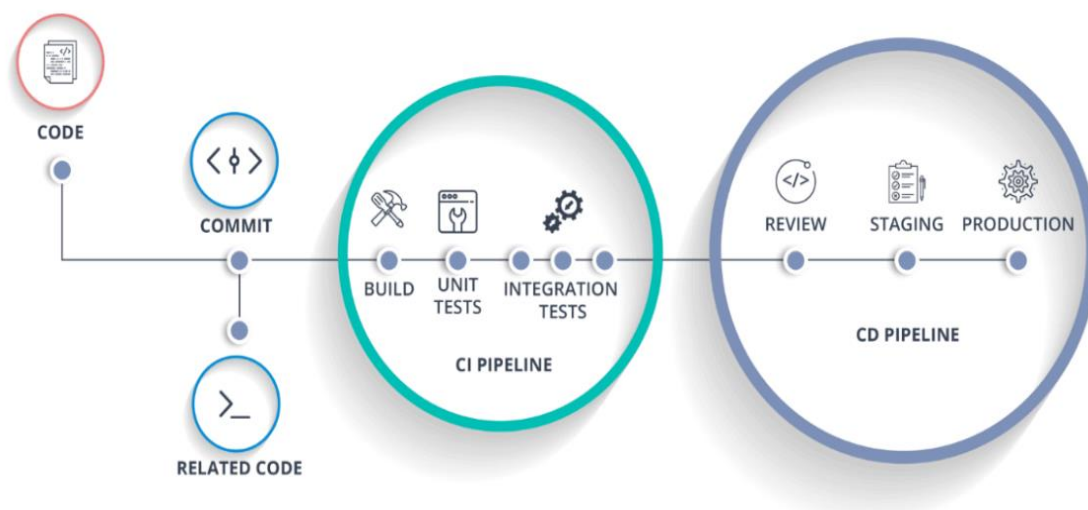 CODE
COMMIT
RELATED CODE
BUILD
UNIT
TESTS
INTEGRATION
TESTS
CI PIPELINE
REVIEW
STAGING
PRODUCTION
CD PIPELINE